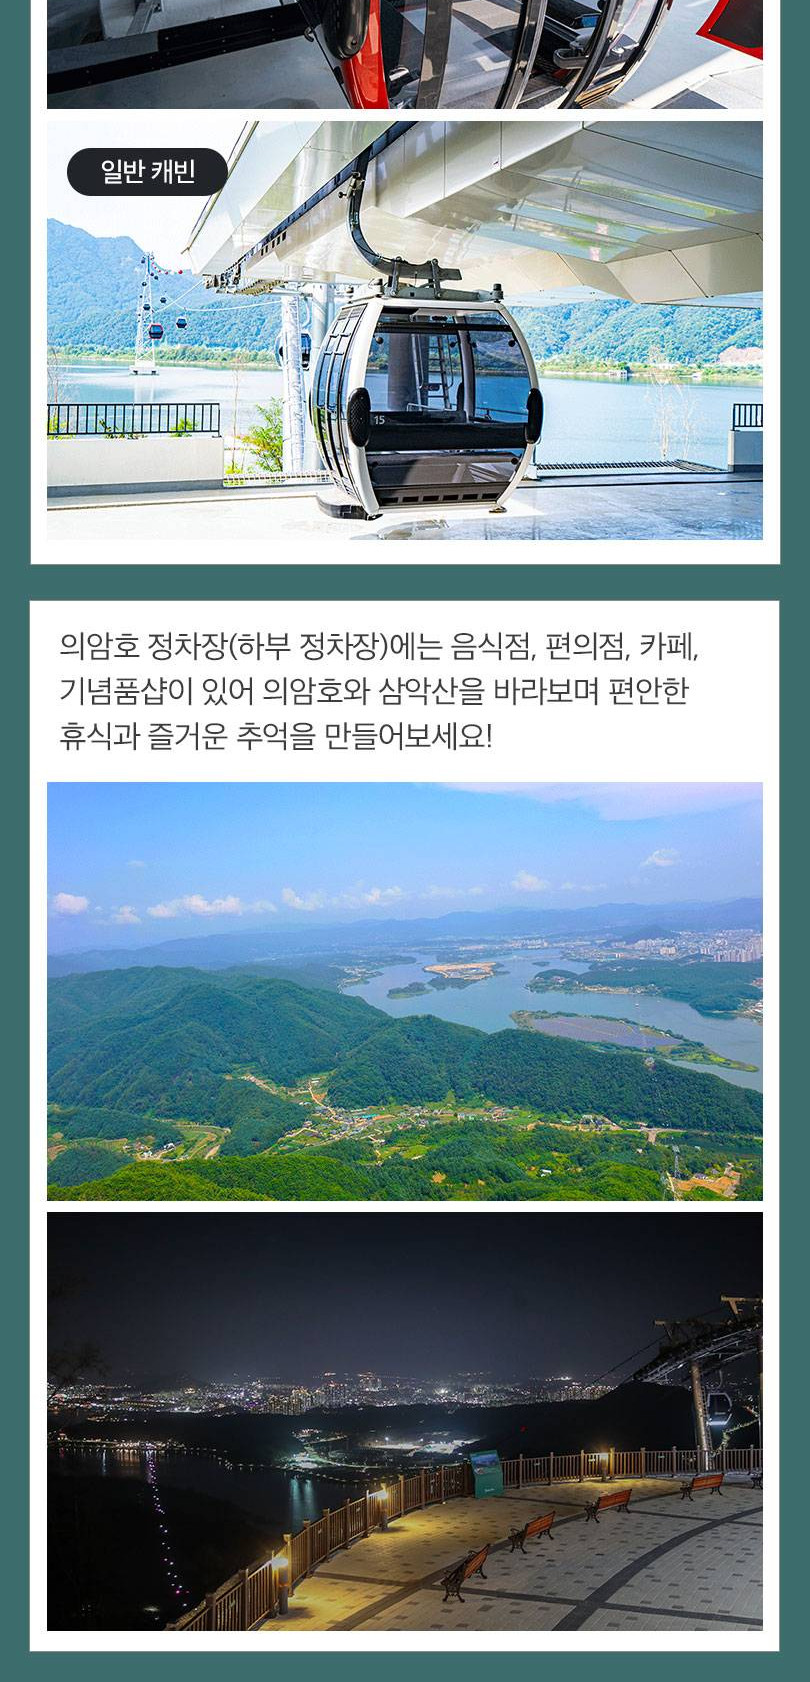 일반 캐빈
15
의암호 정차장(하부 정차장)에는 음식점, 편의점, 카페,
기념품샵이 있어 의암호와 삼악산을 바라보며 편안한
휴식과 즐거운 추억을 만들어보세요!